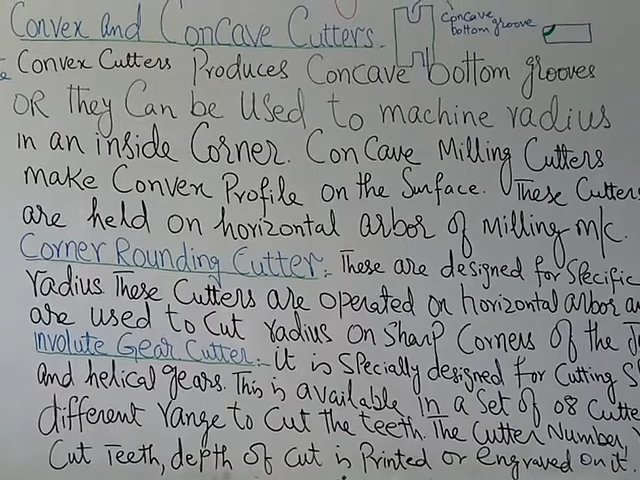 Convex and Concave Cutters.
Concave
bottom groove
Convex Cutters Produces Concave bottom grooves
OR they Can be Used to machine radius
in an inside Corner. Concave Milling Cutters
make Convex Profile on the Surface. These Cutters
are held on horizontal arbor of Milling m/c.
Corner Rounding Cutter:- These are designed for Specific
radius These Cutters are operated on horizontal arbor
are used to Cut radius on Sharp Corners of the
Involute Gear Cutter:- it is Specially designed for Cutting
and helical gears. This is available in a Set of 08
different range to Cut the teeth. The Cutter Number,
Cut Teeth, depth of cut is Printed or engraved on it.